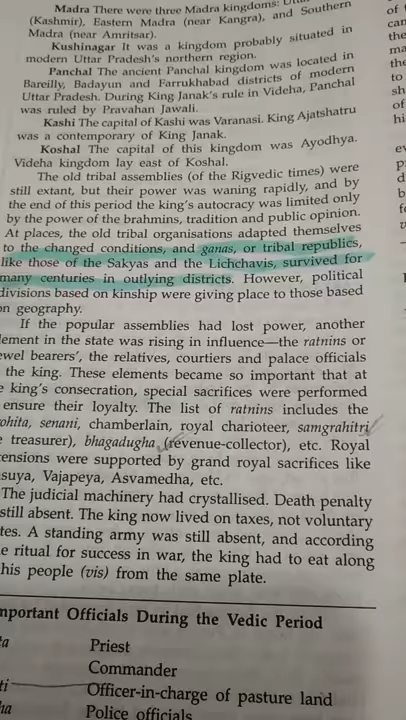 Madra There were three Madra kingdoms:
(Kashmir), Eastern Madra (near Kangra), and Southern
Madra (near Amritsar).
Kushinagar It was a kingdom probably situated in
modern Uttar Pradesh's northern region.
Panchal The ancient Panchal kingdom was located in
Bareilly, Badayun and Farrukhabad districts of modern
Uttar Pradesh. During King Janak's rule in Videha, Panchal
was ruled by Pravahan Jawali.
Kashi The capital of Kashi was Varanasi. King Ajatshatru
was a contemporary of King Janak.
Koshal The capital of this kingdom was Ayodhya.
Videha kingdom lay east of Koshal.
The old tribal assemblies (of the Rigvedic times) were
still extant, but their power was waning rapidly, and by
the end of this period the king's autocracy was limited only
by the power of the brahmins, tradition and public opinion.
At places, the old tribal organisations adapted themselves
to the changed conditions, and ganas, or tribal republics,
like those of the Sakyas and the Lichchavis, survived for
many centuries in outlying districts. However, political
divisions based on kinship were giving place to those based
on geography.
If the popular assemblies had lost power, another
lement in the state was rising in influence—the ratnins or
ewel bearers', the relatives, courtiers and palace officials
the king. These elements became so important that at
e king's consecration, special sacrifices were performed
ensure their loyalty. The list of ratnins includes the
ohita, senani, chamberlain, royal charioteer, samgrahitri
e treasurer), bhagadugha (revenue-collector), etc. Royal
ensions were supported by grand royal sacrifices like
suya, Vajapeya, Asvamedha, etc.
The judicial machinery had crystallised. Death penalty
still absent. The king now lived on taxes, not voluntary
tes. A standing army was still absent, and according
e ritual for success in war, the king had to eat along
his people (vis) from the same plate.
mportant Officials During the Vedic Period
ta Priest
Commander
ti Officer-in-charge of pasture land
ha Police officials